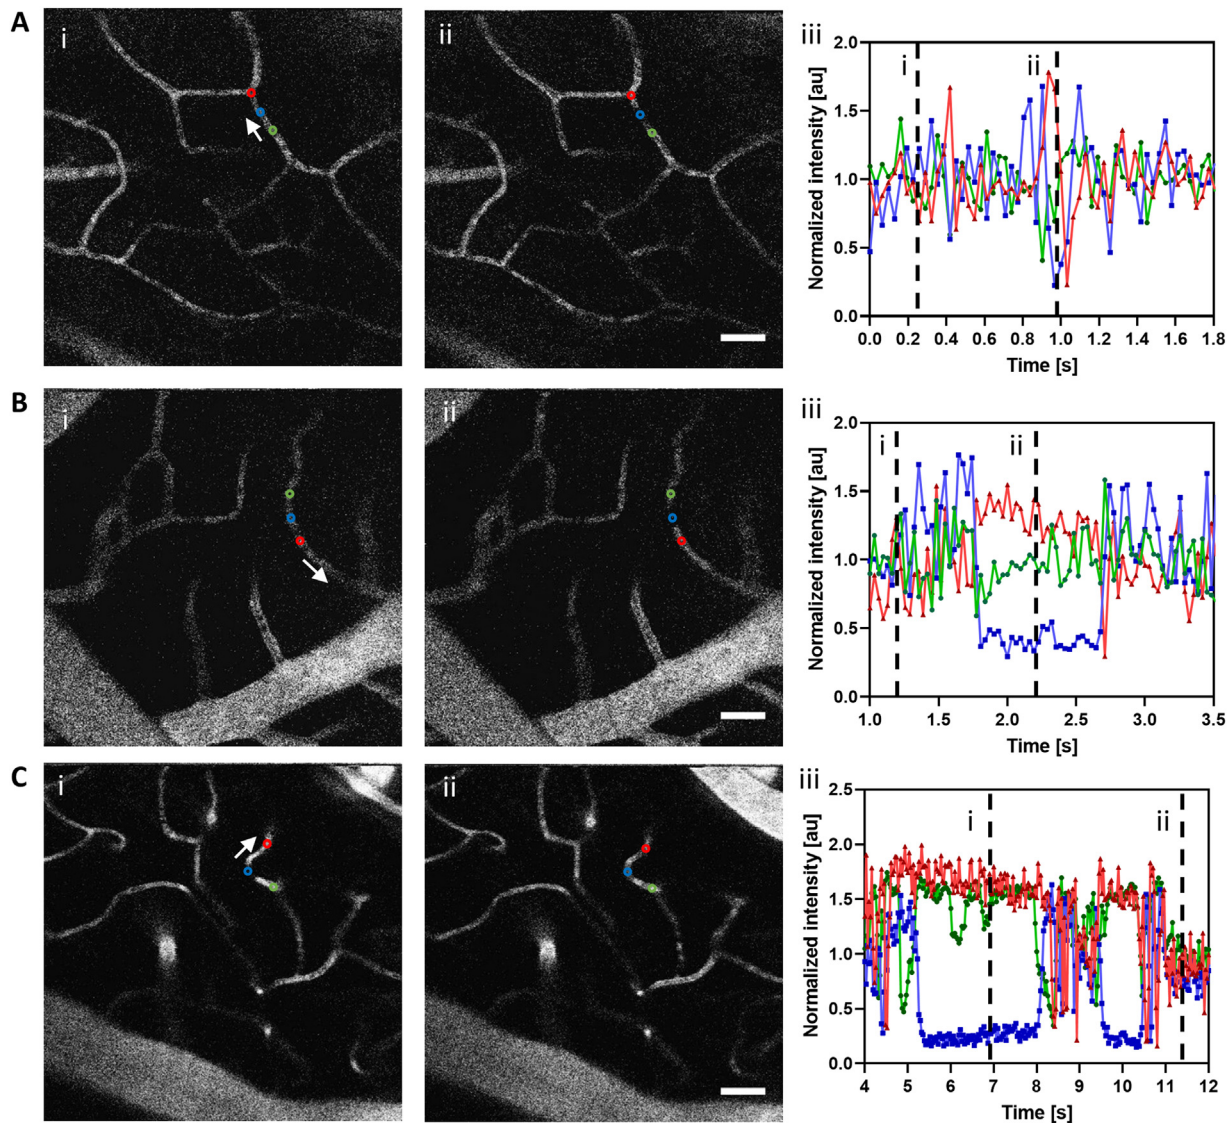 A
i
ii
iii
2.0
1.5
1.0
0.5
0.0
Normalized intensity [au]
i
ii
0.0 0.2 0.4 0.6 0.8 1.0 1.2 1.4 1.6 1.8
Time [s]
B
i
ii
iii
2.0
1.5
1.0
0.5
0.0
Normalized intensity [au]
i
ii
1.0 1.5 2.0 2.5 3.0 3.5
Time [s]
C
i
ii
iii
2.5
2.0
1.5
1.0
0.5
0.0
Normalized intensity [au]
i
ii
4 5 6 7 8 9 10 11 12
Time [s]